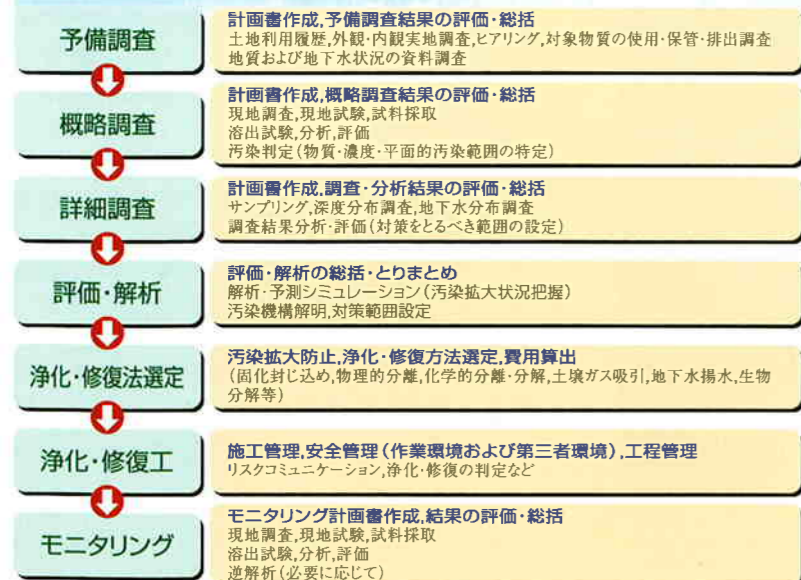 予備調査
計画書作成,予備調査結果の評価・総括
土地利用履歴,外観・内観実地調査,ヒアリング,対象物質の使用・保管・排出調査
地質および地下水状況の資料調査
概略調査
計画書作成,概略調査結果の評価・総括
現地調査,現地試験,試料採取
溶出試験,分析,評価
汚染判定(物質・濃度・平面的汚染範囲の特定)
詳細調査
計画書作成,調査・分析結果の評価・総括
サンプリング,深度分布調査,地下水分布調査
調査結果分析・評価(対策をとるべき範囲の設定)
評価・解析
評価・解析の総括・とりまとめ
解析・予測シミュレーション(汚染拡大状況把握)
汚染機構解明,対策範囲設定
浄化・修復法選定
汚染拡大防止,浄化・修復方法選定,費用算出
(固化封じ込め,物理的分離,化学的分離・分解,土壌ガス吸引,地下水揚水,生物
分解等)
浄化・修復工
施工管理,安全管理(作業環境および第三者環境),工程管理
リスクコミュニケーション,浄化・修復の判定など
モニタリング
モニタリング計画書作成,結果の評価・総括
現地調査,現地試験,試料採取
溶出試験,分析,評価
逆解析(必要に応じて)